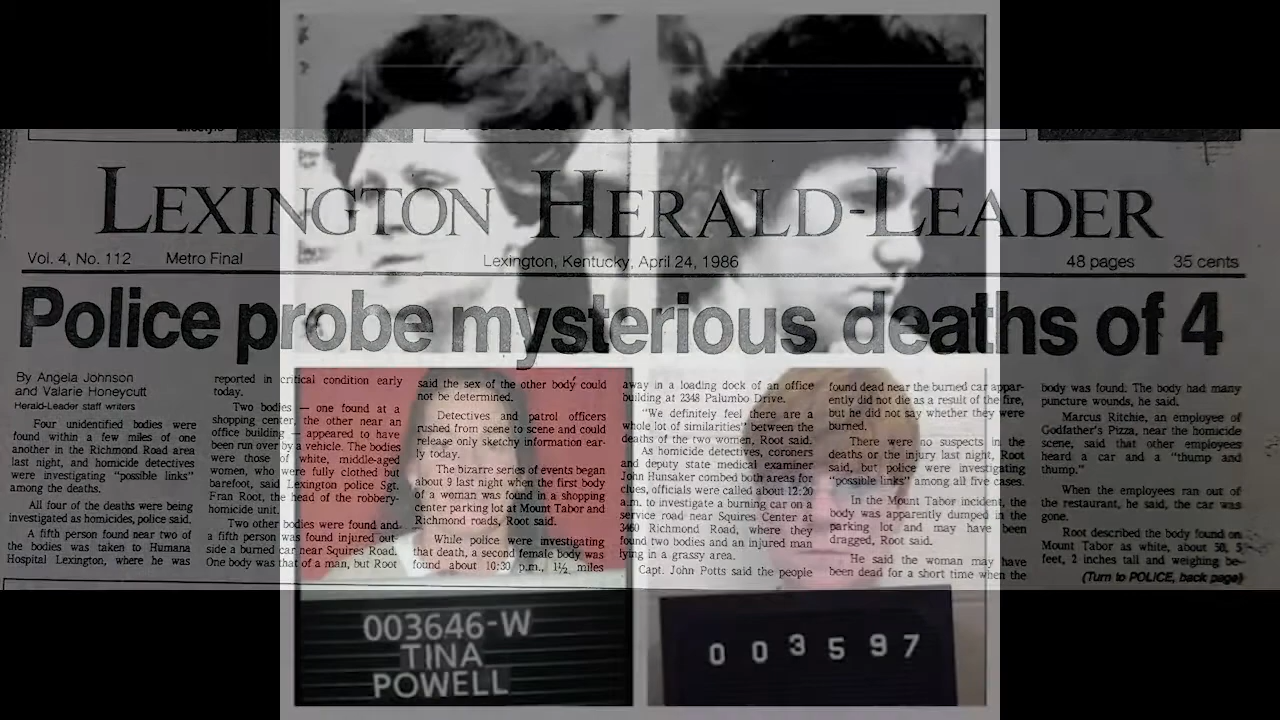 Lifestyle
LEXINGTON HERALD-LEADER
Vol. 4, No. 112 Metro Final Lexington, Kentucky, April 24, 1986 48 pages 35 cents
Police probe mysterious deaths of 4
By Angela Johnson
and Valarie Honeycutt
Herald-Leader staff writers
Four unidentified bodies were
found within a few miles of one
another in the Richmond Road area
last night, and homicide detectives
were investigating "possible links"
among the deaths.
All four of the deaths were being
investigated as homicides, police said.
A fifth person found near two of
the bodies was taken to Humana
Hospital Lexington, where he was
reported in critical condition early
today.
Two bodies — one found at a
shopping center, the other near an
office building — appeared to have
been run over by a vehicle. The bodies
were those of white, middle-aged
women, who were fully clothed but
barefoot, said Lexington police Sgt.
Fran Root, the head of the robbery-
homicide unit.
Two other bodies were found and
a fifth person was found injured out-
side a burned car near Squires Road.
One body was that of a man, but Root
said the sex of the other body could
not be determined.
Detectives and patrol officers
rushed from scene to scene and could
release only sketchy information ear-
ly today.
The bizarre series of events began
about 9 last night when the first body
of a woman was found in a shopping
center parking lot at Mount Tabor and
Richmond roads, Root said.
While police were investigating
that death, a second female body was
found about 10:30 p.m., 1½ miles
away in a loading dock of an office
building at 2348 Palumbo Drive.
"We definitely feel there are a
whole lot of similarities" between the
deaths of the two women, Root said.
As homicide detectives, coroners
and deputy state medical examiner
John Hunsaker combed both areas for
clues, officials were called about 12:20
a.m. to investigate a burning car on a
service road near Squires Center at
3460 Richmond Road, where they
found two bodies and an injured man
lying in a grassy area.
Capt. John Potts said the people
found dead near the burned car appar-
ently did not die as a result of the fire,
but he did not say whether they were
burned.
There were no suspects in the
deaths or the injury last night, Root
said, but police were investigating
"possible links" among all five cases.
In the Mount Tabor incident, the
body was apparently dumped in the
parking lot and may have been
dragged, Root said.
He said the woman may have
been dead for a short time when the
body was found. The body had many
puncture wounds, he said.
Marcus Ritchie, an employee of
Godfather's Pizza, near the homicide
scene, said that other employees
heard a car and a "thump and
thump."
When the employees ran out of
the restaurant, he said, the car was
gone.
Root described the body found on
Mount Tabor as white, about 50, 5
feet, 2 inches tall and weighing be-
(Turn to POLICE, back page)
003646-W
TINA
POWELL
003597